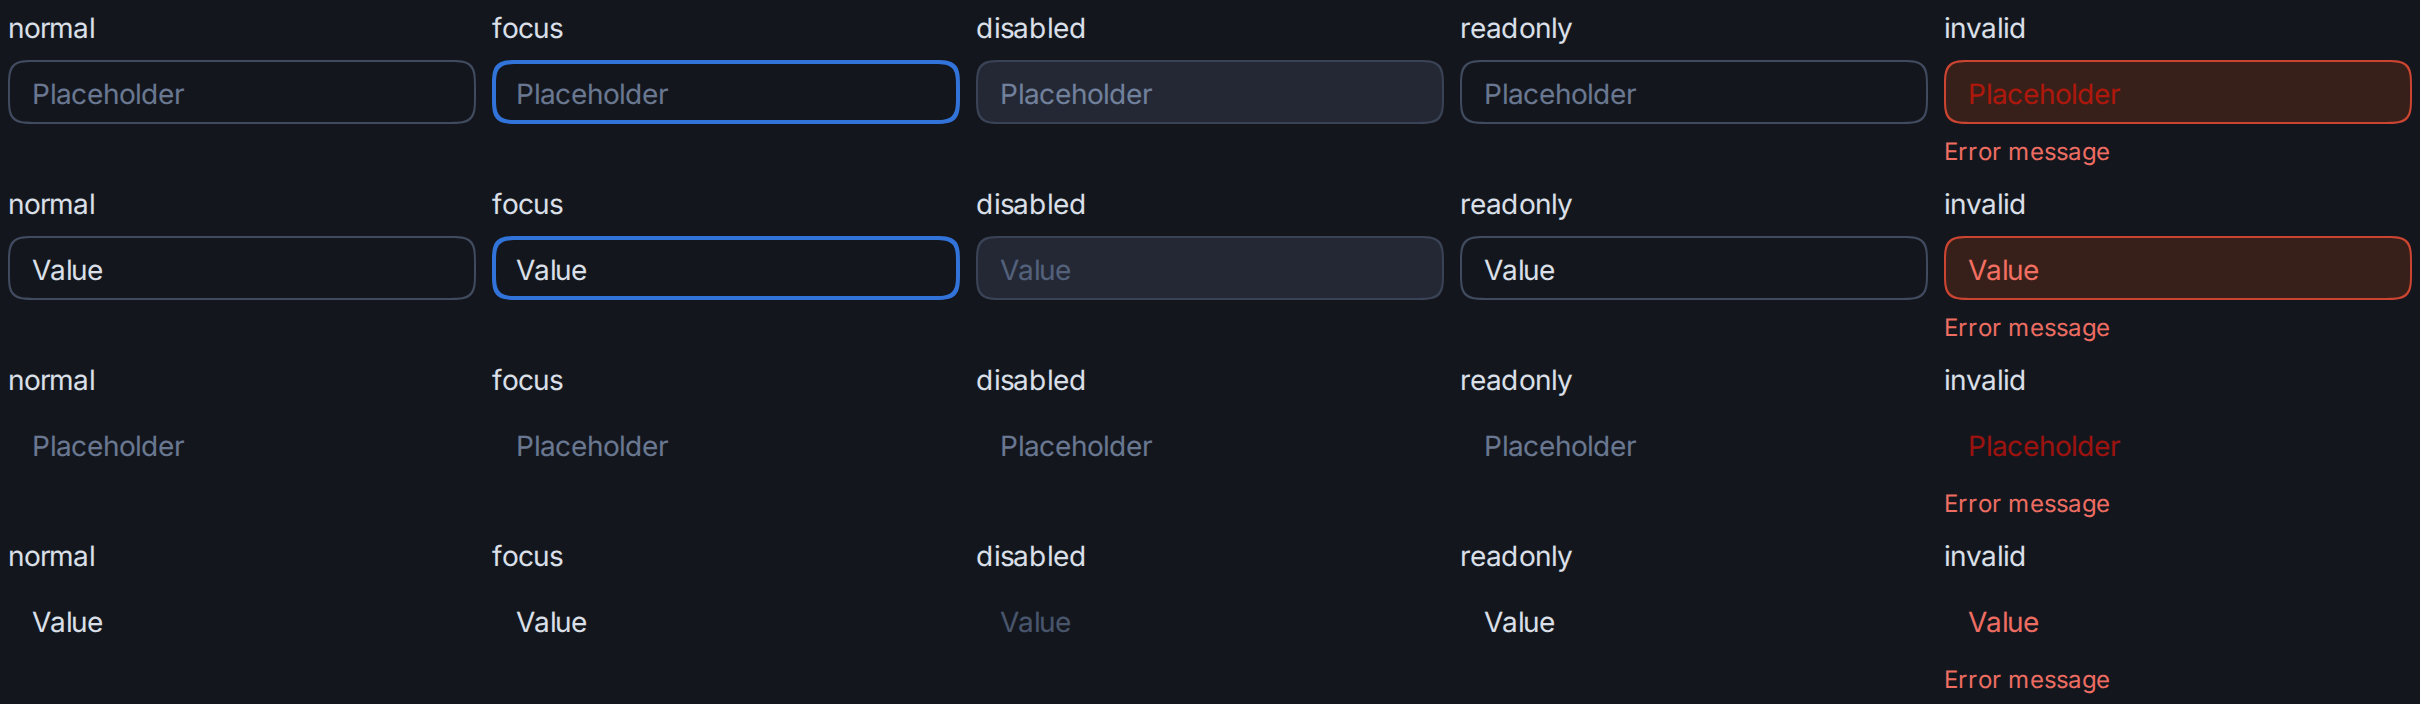 normal focus disabled readonly invalid
Placeholder Placeholder Placeholder Placeholder Placeholder
Error message
normal focus disabled readonly invalid
Value Value Value Value Value
Error message
normal focus disabled readonly invalid
Placeholder Placeholder Placeholder Placeholder Placeholder
Error message
normal focus disabled readonly invalid
Value Value Value Value Value
Error message